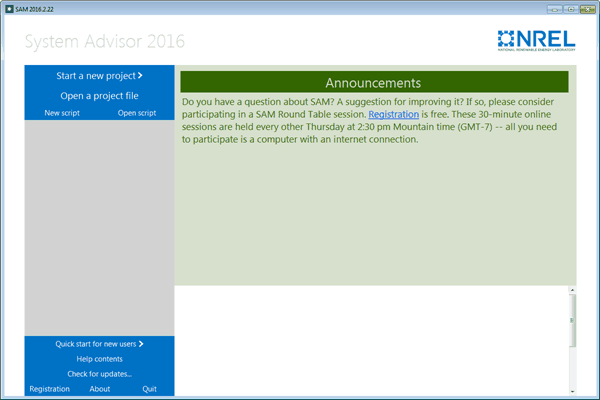 SAM 2016.2.22
System Advisor 2016
NREL
NATIONAL RENEWABLE ENERGY LABORATORY
Start a new project
Open a project file
New script Open script
Announcements
Do you have a question about SAM? A suggestion for improving it? If so, please consider
participating in a SAM Round Table session. Registration is free. These 30-minute online
sessions are held every other Thursday at 2:30 pm Mountain time (GMT-7) -- all you need
to participate is a computer with an internet connection.
Quick start for new users
Help contents
Check for updates...
Registration About Quit